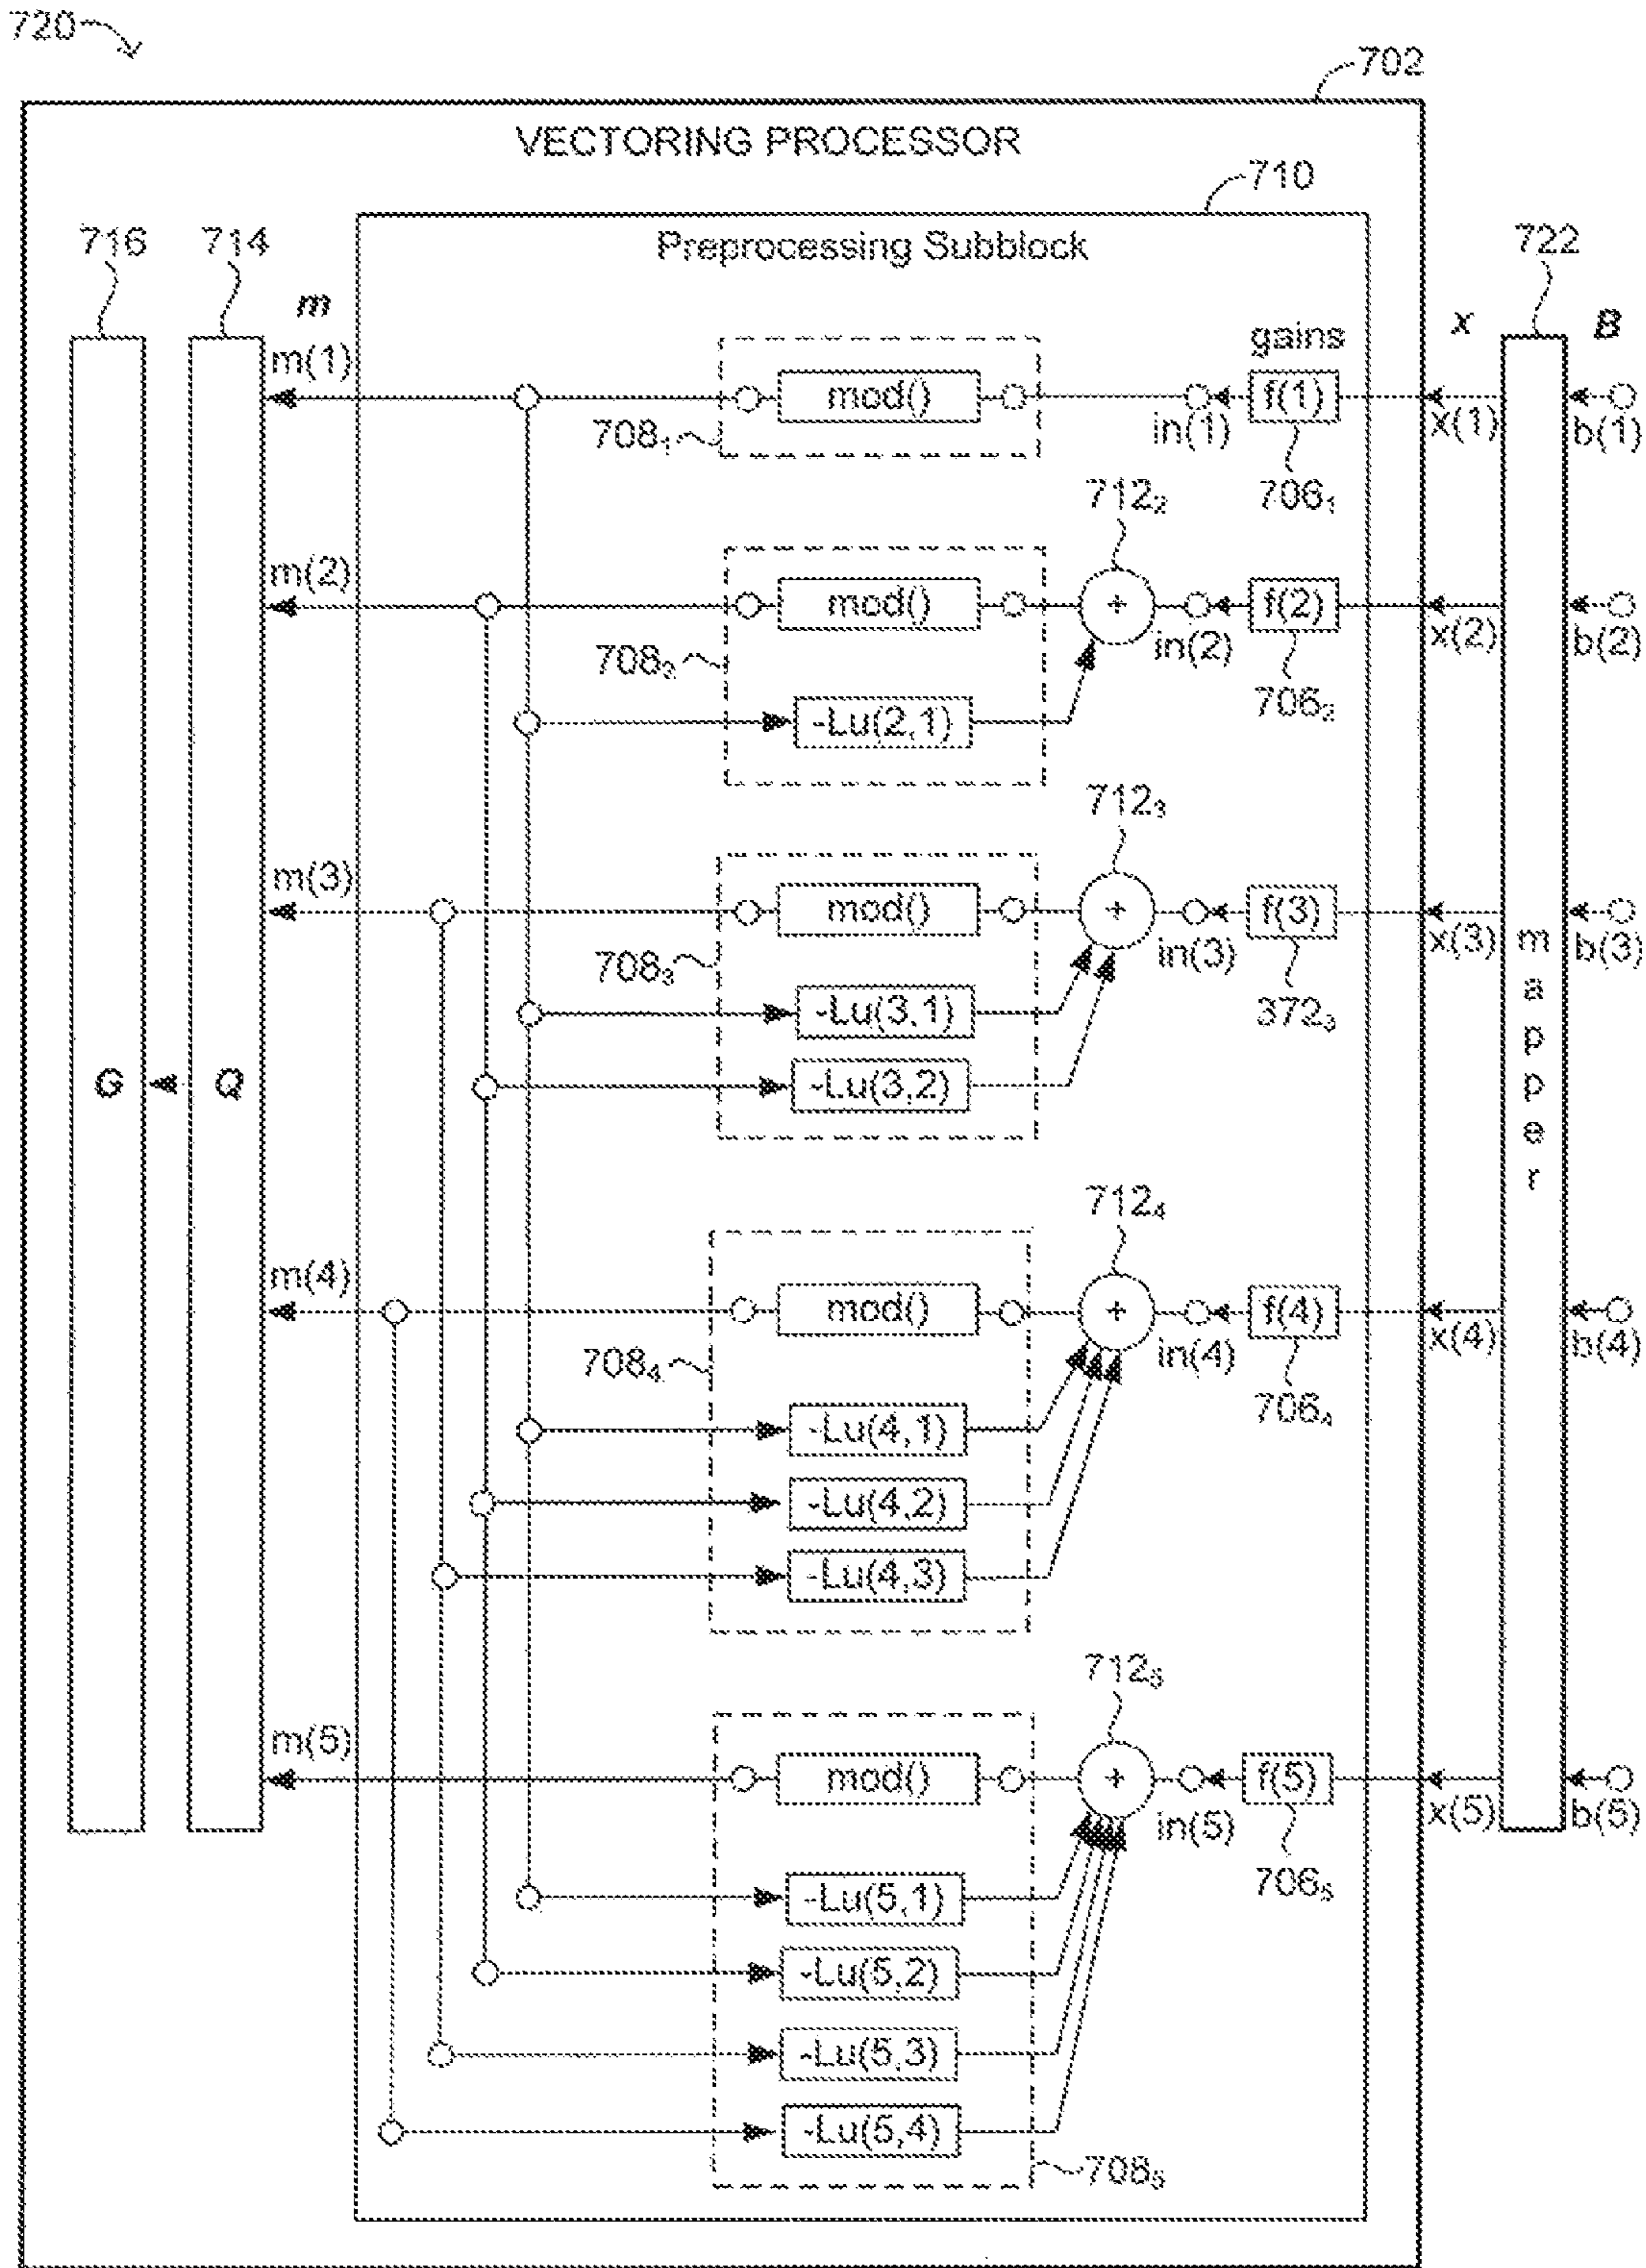 720
702
VECTORING PROCESSOR
710
716
714
m
Preprocessing Subblock
722
x
B
gains
m(1)
mod()
f(1)
708₁
in(1)
x(1)
b(1)
706₁
712₂
m(2)
mod()
+
f(2)
708₂
in(2)
x(2)
b(2)
706₂
-Lu(2,1)
712₃
m(3)
mod()
+
f(3)
708₃
in(3)
x(3)
b(3)
mapper
372₃
-Lu(3,1)
G
Q
-Lu(3,2)
712₄
m(4)
mod()
+
f(4)
708₄
in(4)
x(4)
b(4)
706₄
-Lu(4,1)
-Lu(4,2)
-Lu(4,3)
712₅
m(5)
mod()
+
f(5)
in(5)
x(5)
b(5)
706₅
-Lu(5,1)
-Lu(5,2)
-Lu(5,3)
-Lu(5,4)
708₅